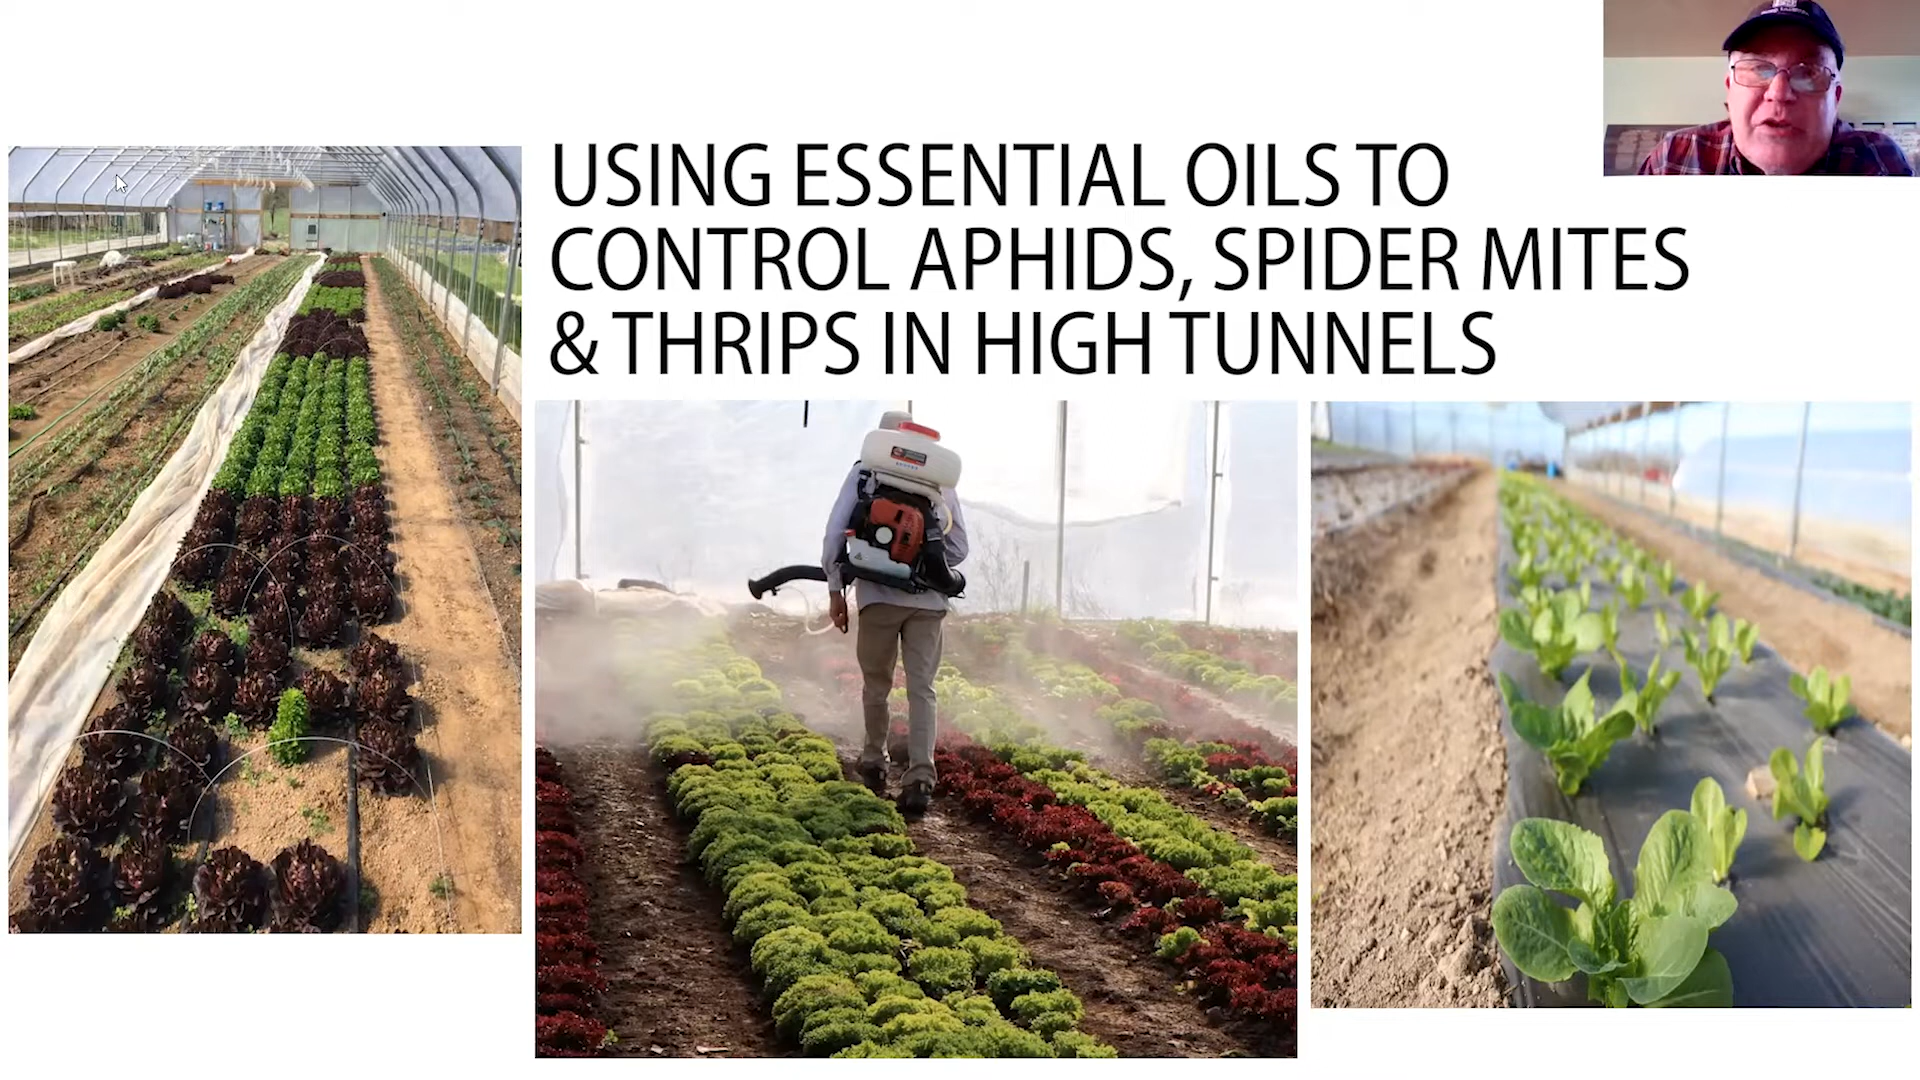 USING ESSENTIAL OILS TO
CONTROL APHIDS, SPIDER MITES
& THRIPS IN HIGH TUNNELS